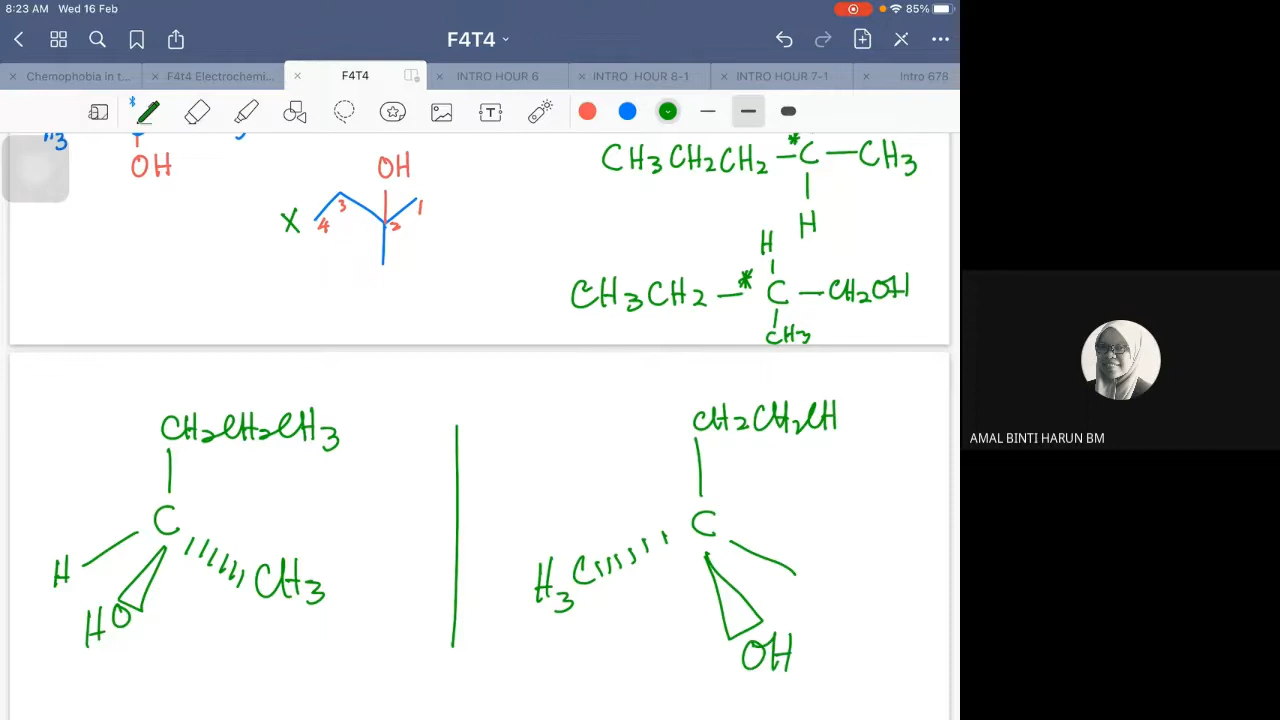 8:23 AM Wed 16 Feb
85%
F4T4
Chemophobia in t...
F4t4 Electrochemi...
F4T4
INTRO HOUR 6
INTRO HOUR 8-1
INTRO HOUR 7-1
Intro 678
T
OH
OH
X
4
3
2
1
CH3CH2CH2 – *C – CH3
H
H
CH3CH2 – *C – CH2OH
CH3
CH2CH2CH3
C
H
HO
CH3
CH2CH2CH
C
H3C
OH
AMAL BINTI HARUN BM